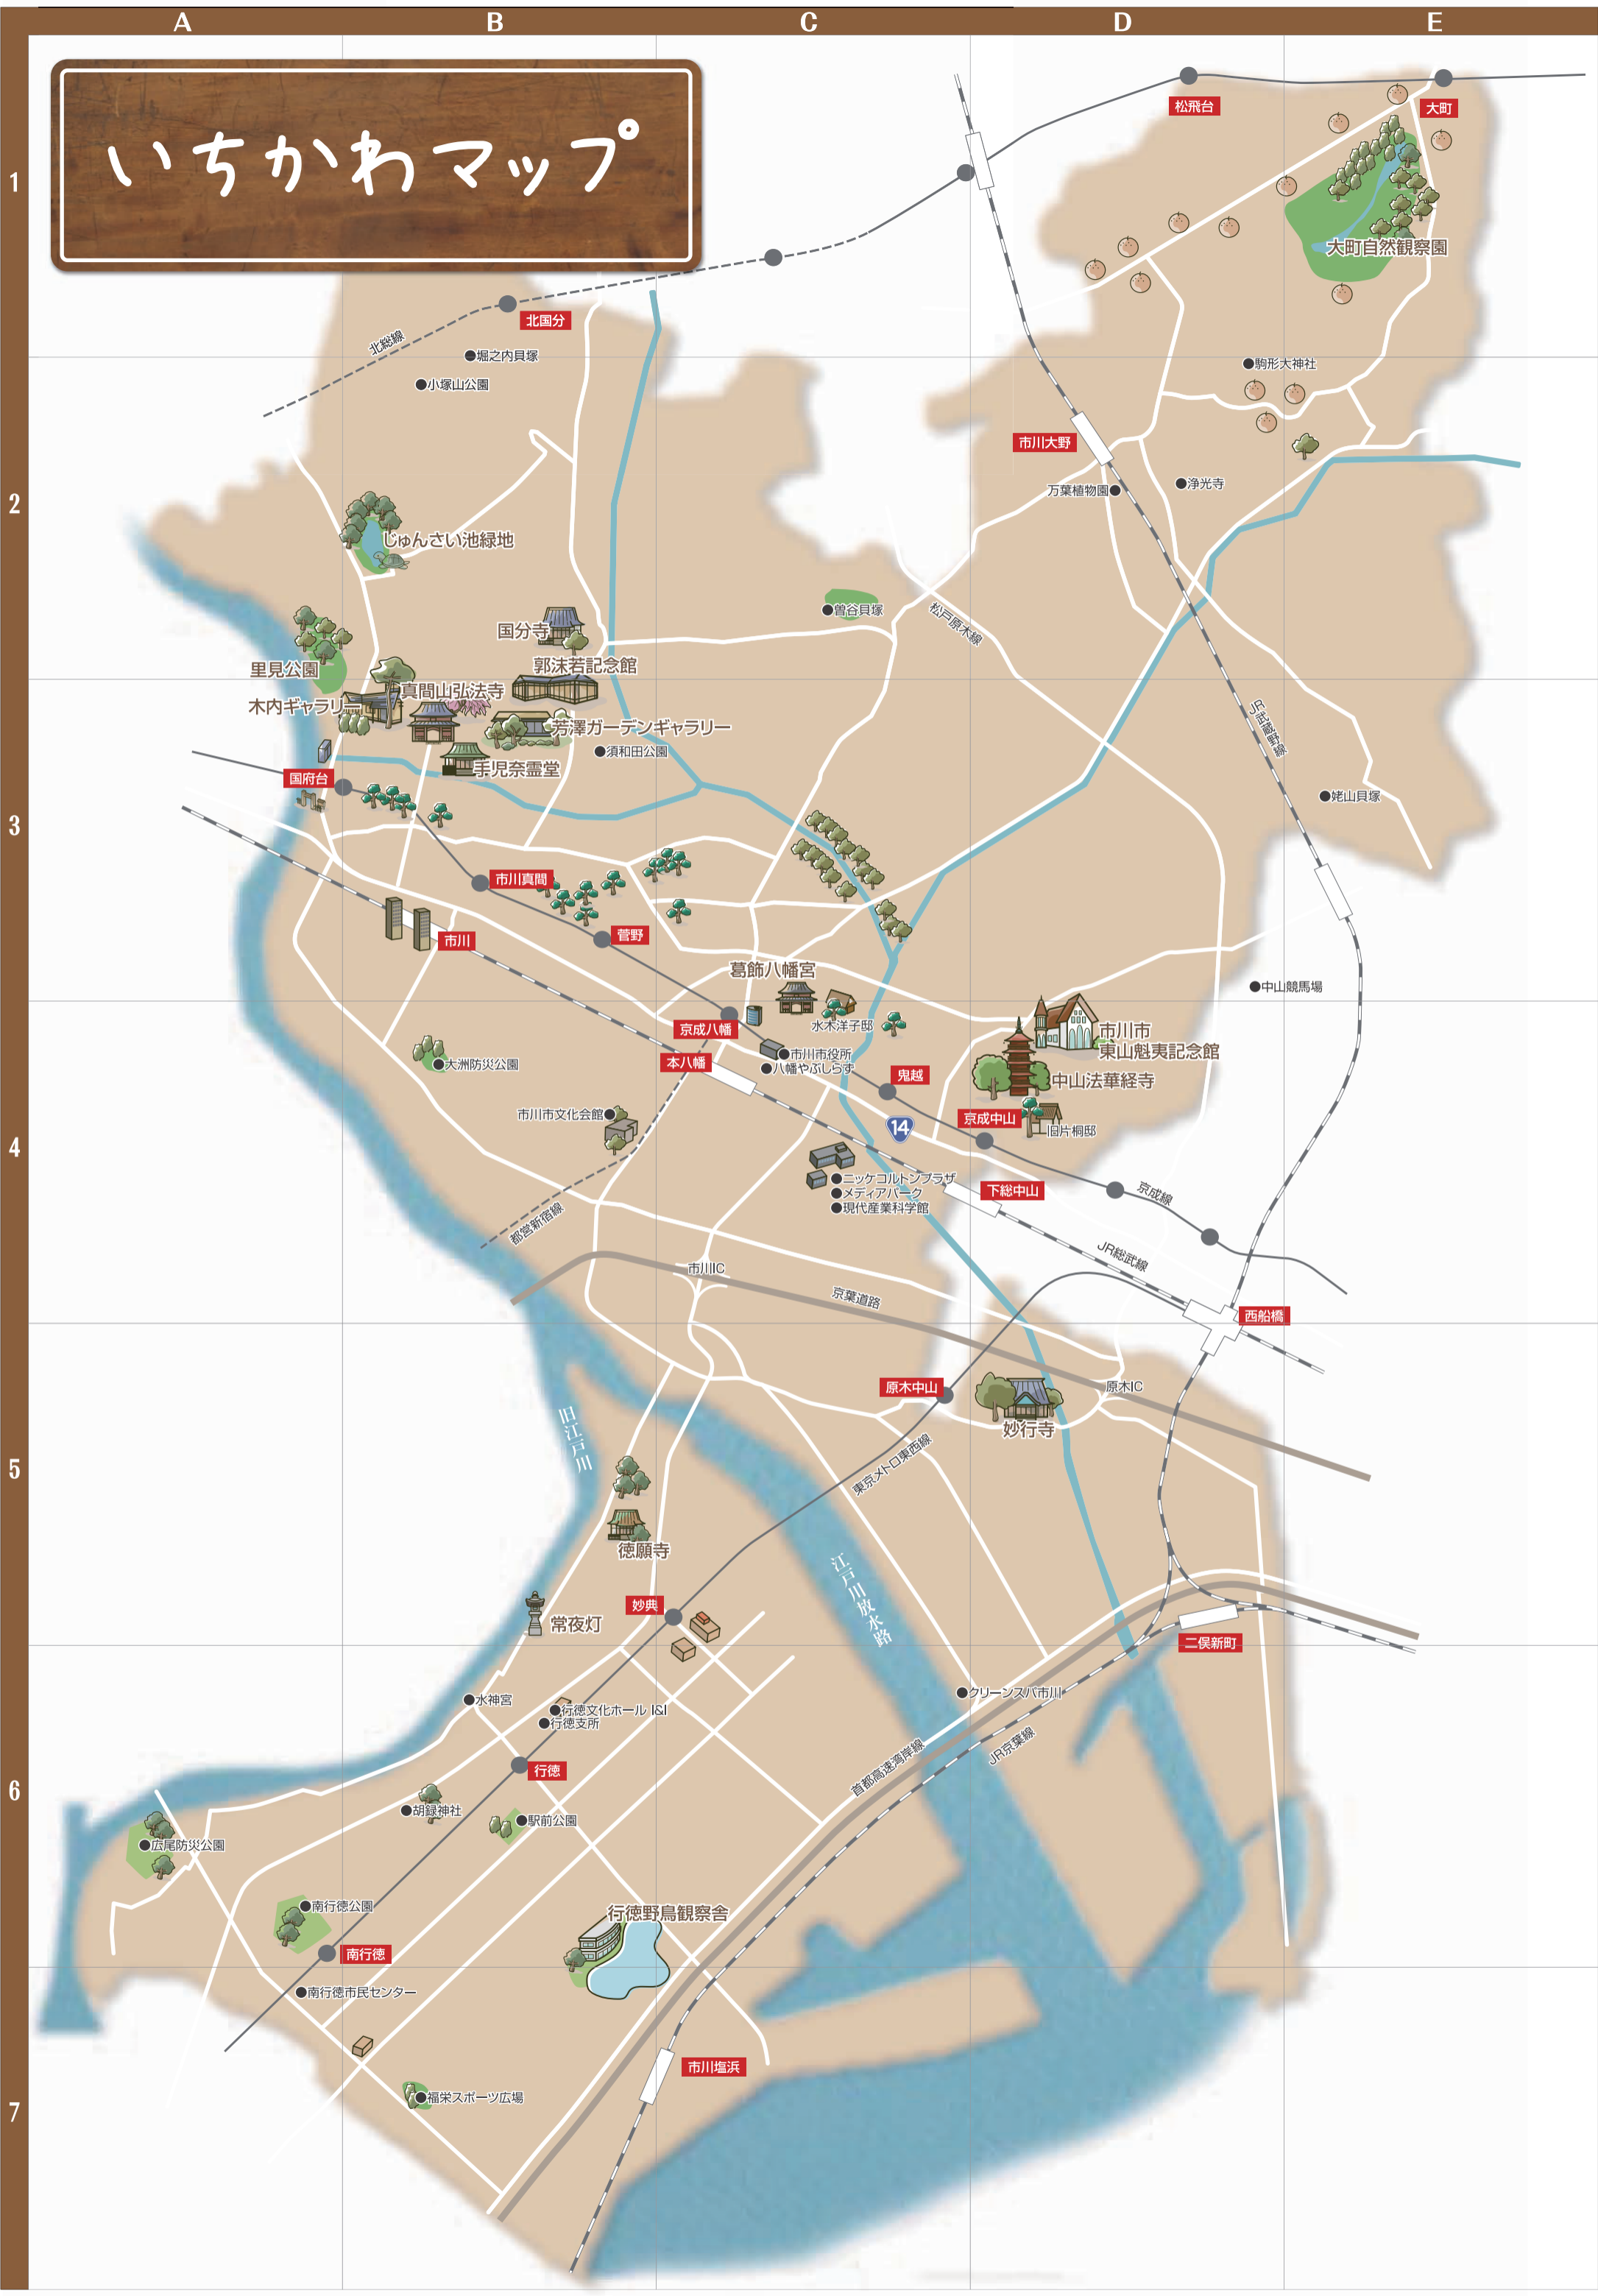 A
B
C
D
E
いちかわマップ
1
2
3
4
5
6
7
松飛台
大町
大町自然観察園
北国分
北総線
堀之内貝塚
小塚山公園
駒形大神社
市川大野
万葉植物園
浄光寺
じゅんさい池緑地
曽谷貝塚
松戸原木線
国分寺
里見公園
郭沫若記念館
木内ギャラリー
真間山弘法寺
芳澤ガーデンギャラリー
須和田公園
手児奈霊堂
JR武蔵野線
国府台
姥山貝塚
市川真間
市川
菅野
葛飾八幡宮
中山競馬場
水木洋子邸
京成八幡
市川市
東山魁夷記念館
市川市役所
八幡やぶしらず
本八幡
大洲防災公園
鬼越
中山法華経寺
市川市文化会館
14
京成中山
旧片桐邸
ニッケコルトンプラザ
メディアパーク
現代産業科学館
下総中山
京成線
都営新宿線
JR総武線
市川IC
京葉道路
西船橋
原木中山
原木IC
妙行寺
旧江戸川
東京メトロ東西線
徳願寺
江戸川放水路
妙典
常夜灯
二俣新町
水神宮
行徳文化ホール I&I
行徳支所
クリーンスパ市川
行徳
首都高速湾岸線
JR京葉線
胡録神社
駅前公園
広尾防災公園
南行徳公園
行徳野鳥観察舎
南行徳
南行徳市民センター
市川塩浜
福栄スポーツ広場